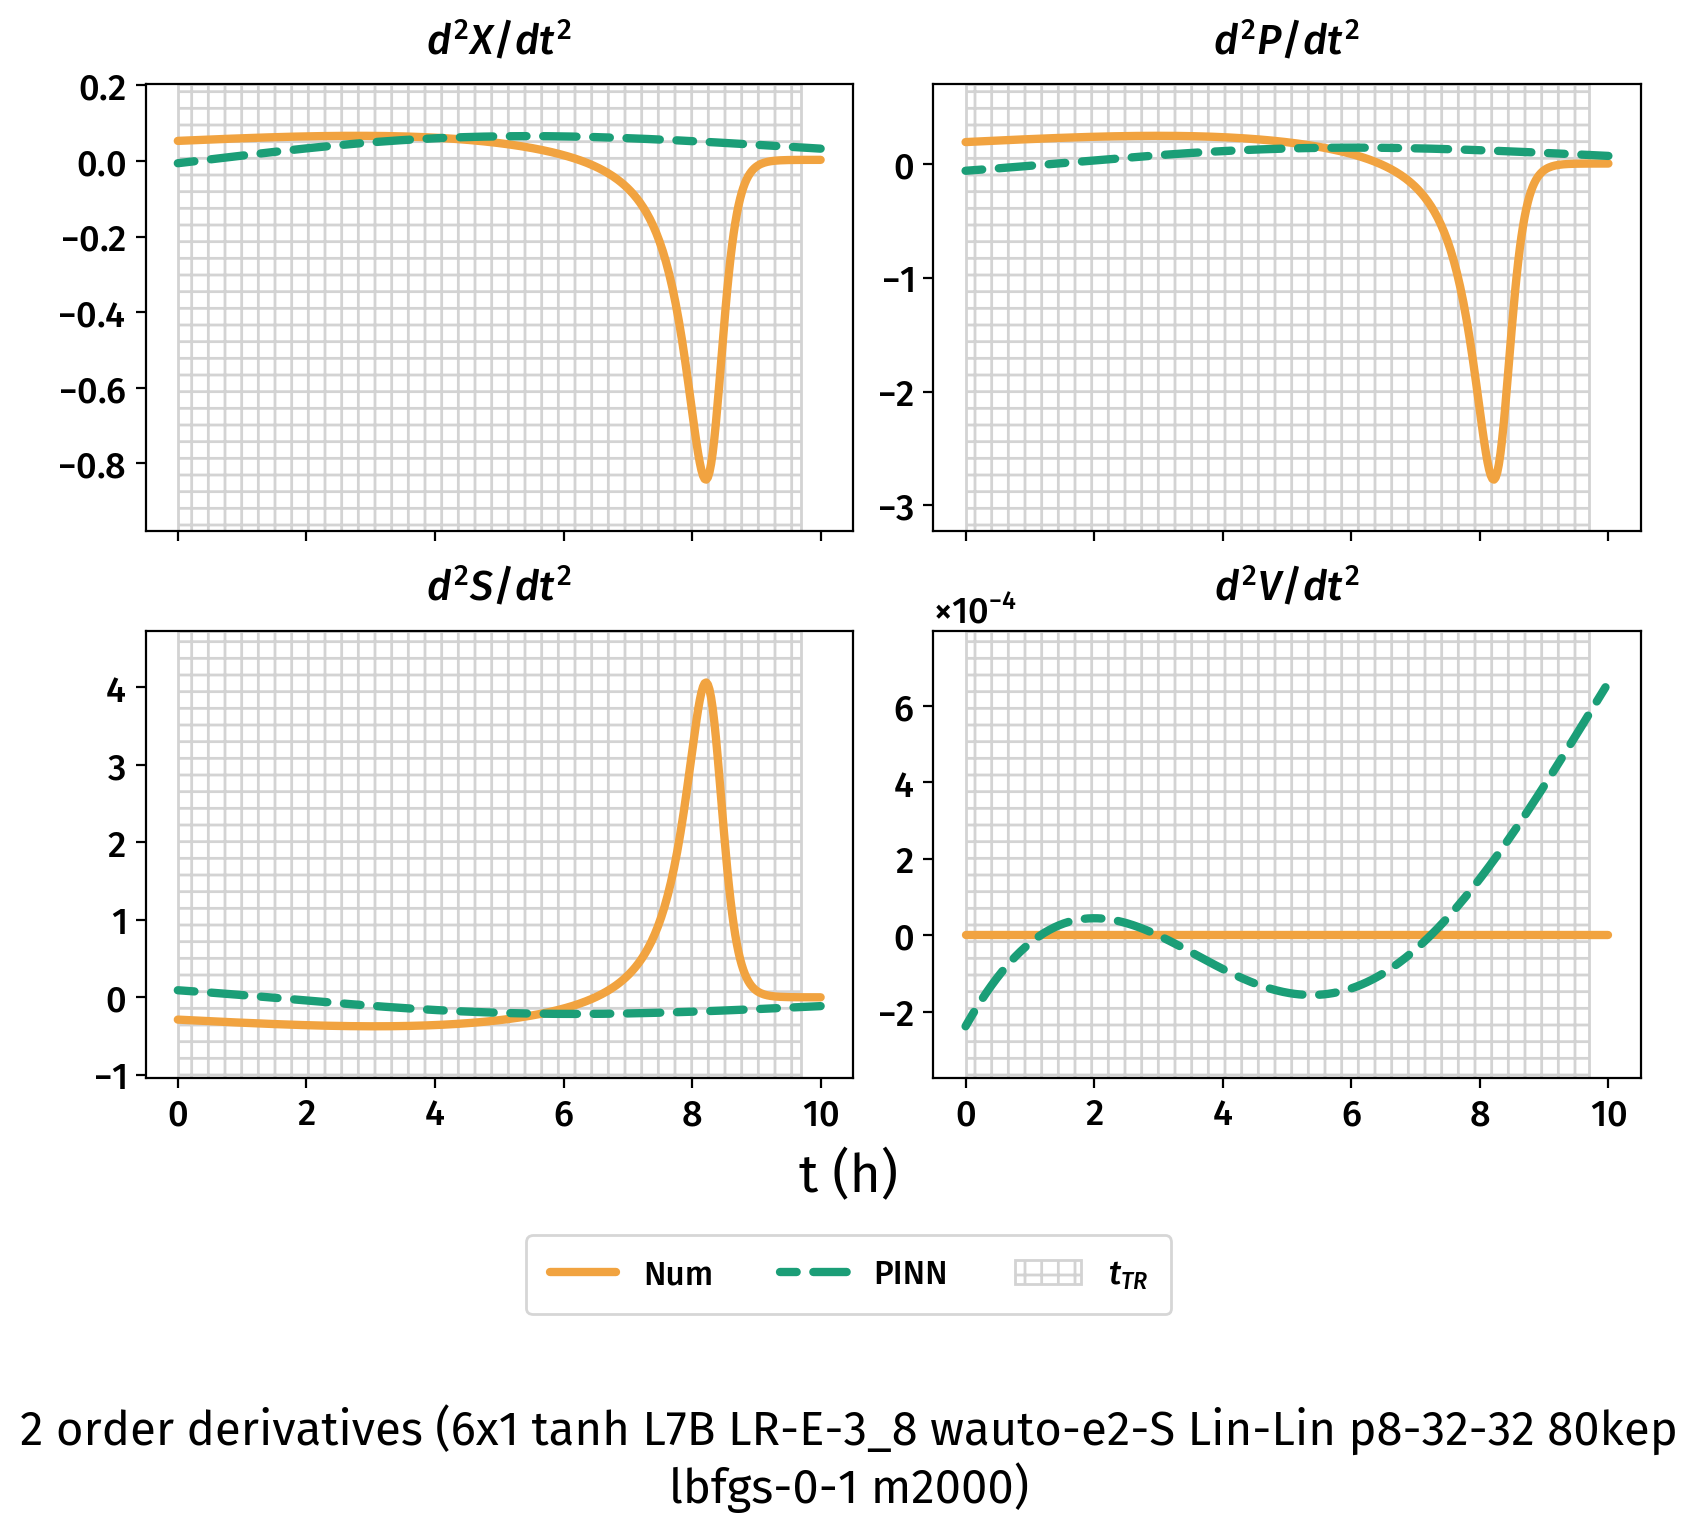 d²X/dt²
d²P/dt²
0.2
0.0
−0.2
−0.4
−0.6
−0.8
0
−1
−2
−3
d²S/dt²
d²V/dt²
×10⁻⁴
4
3
2
1
0
−1
6
4
2
0
−2
0 2 4 6 8 10
0 2 4 6 8 10
t (h)
Num PINN t_TR
2 order derivatives (6x1 tanh L7B LR-E-3_8 wauto-e2-S Lin-Lin p8-32-32 80kep
lbfgs-0-1 m2000)